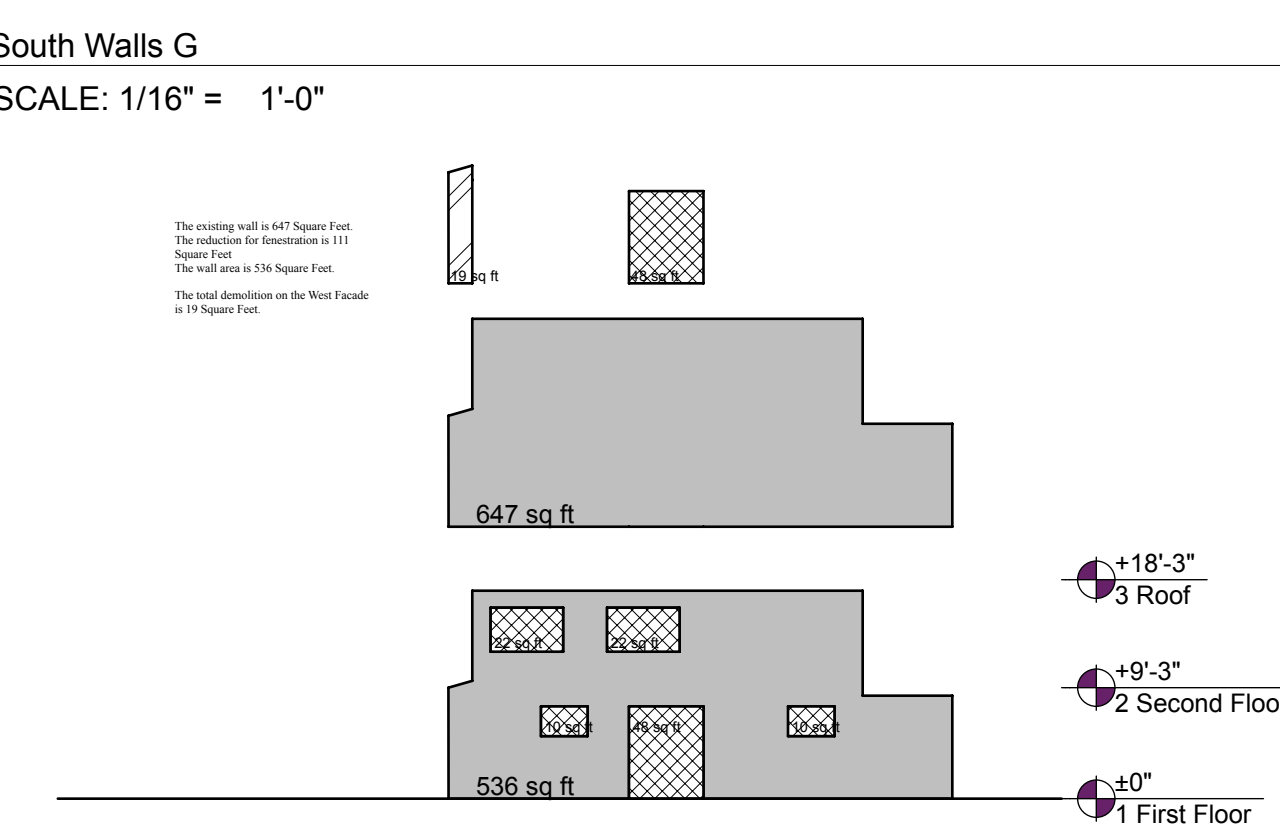 South Walls G
SCALE: 1/16" = 1'-0"
The existing wall is 647 Square Feet.
The reduction for fenestration is 111
Square Feet
The wall area is 536 Square Feet.
The total demolition on the West Facade
is 19 Square Feet.
19 sq ft
48 sq ft
647 sq ft
+18'-3"
3 Roof
22 sq ft
22 sq ft
+9'-3"
2 Second Floo
10 sq ft
48 sq ft
10 sq ft
536 sq ft
±0"
1 First Floor